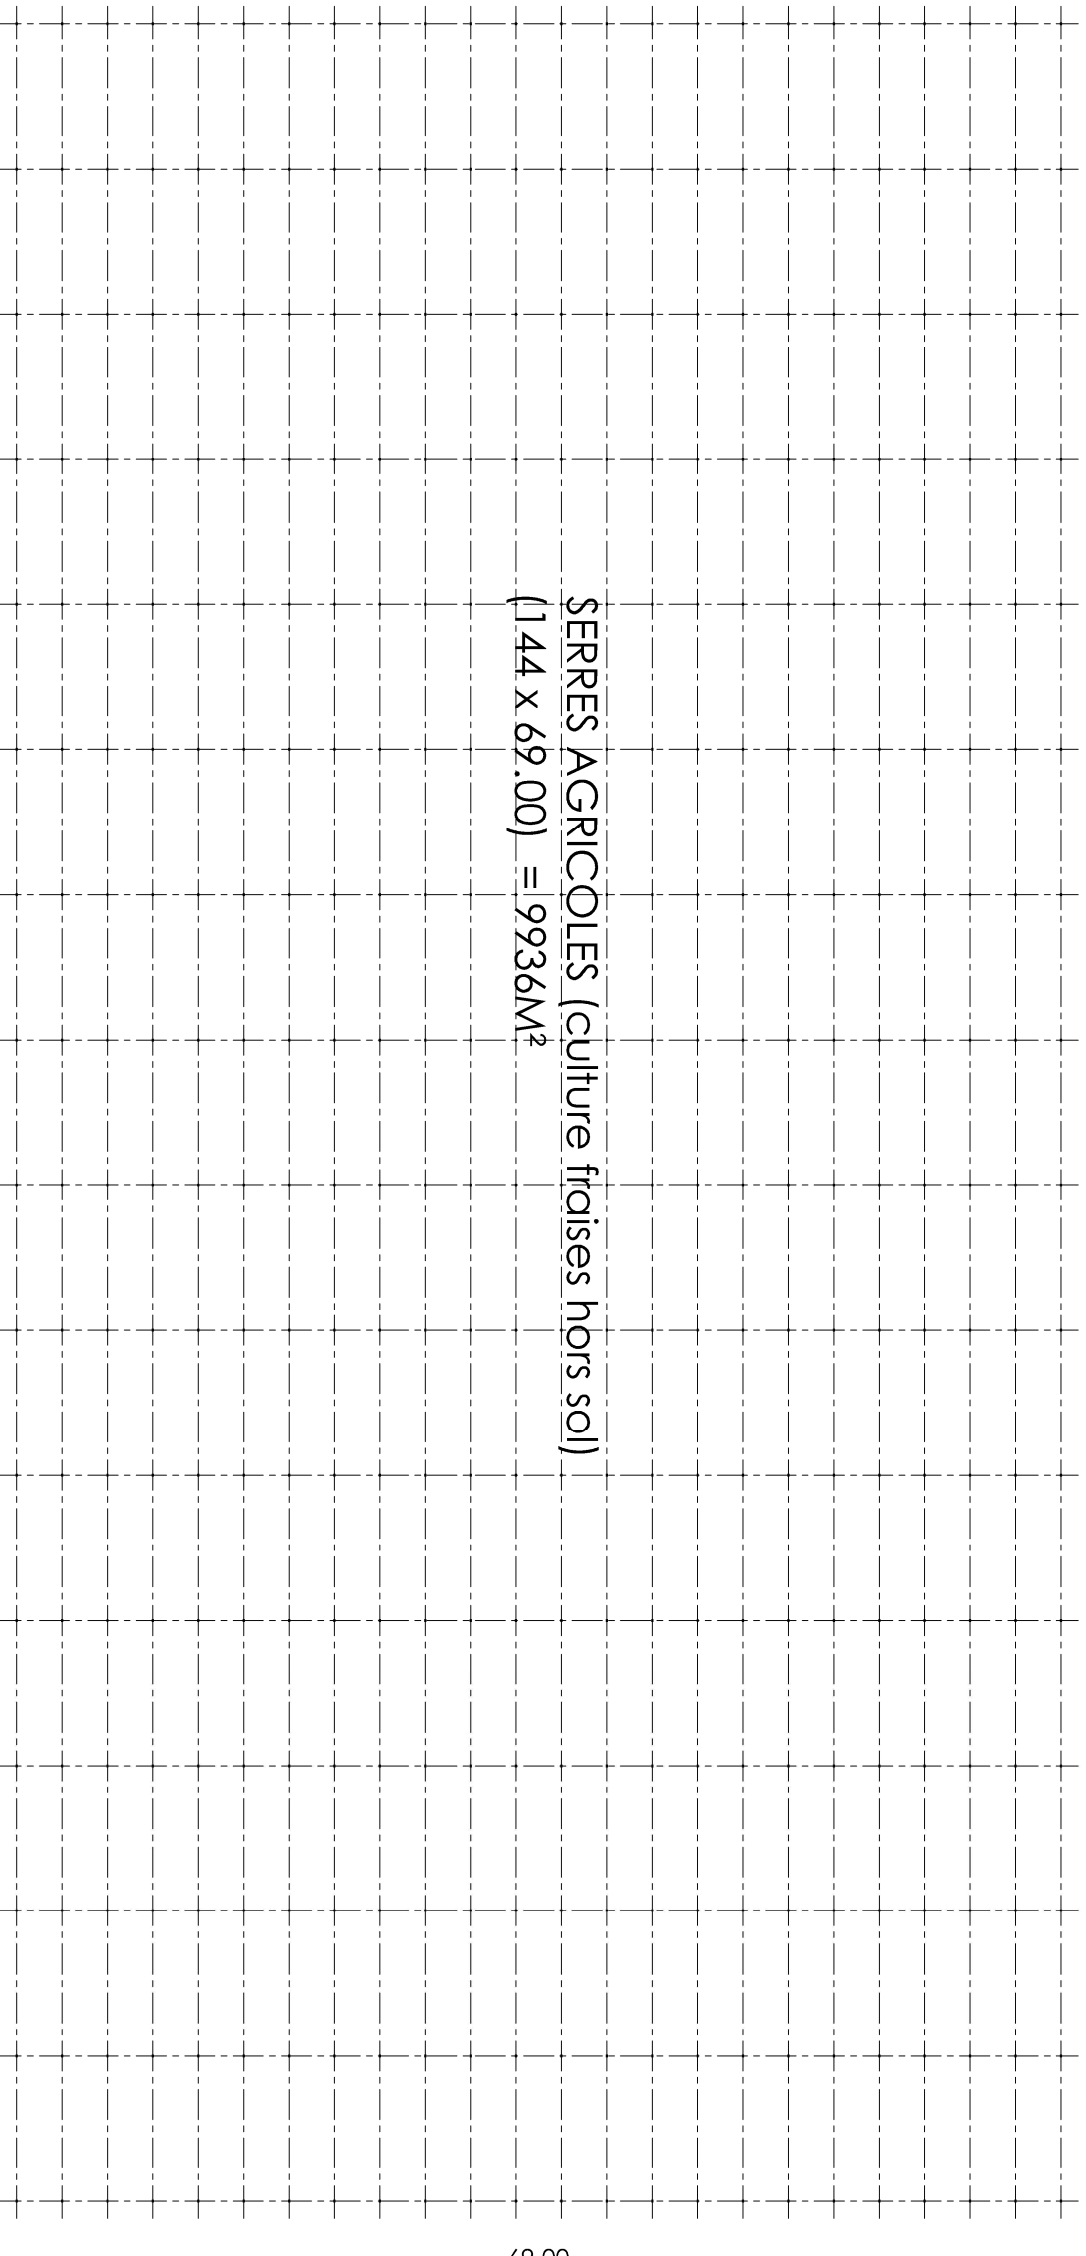 SERRES AGRICOLES (culture fraises hors sol)
(144 x 69.00) = 9936M²